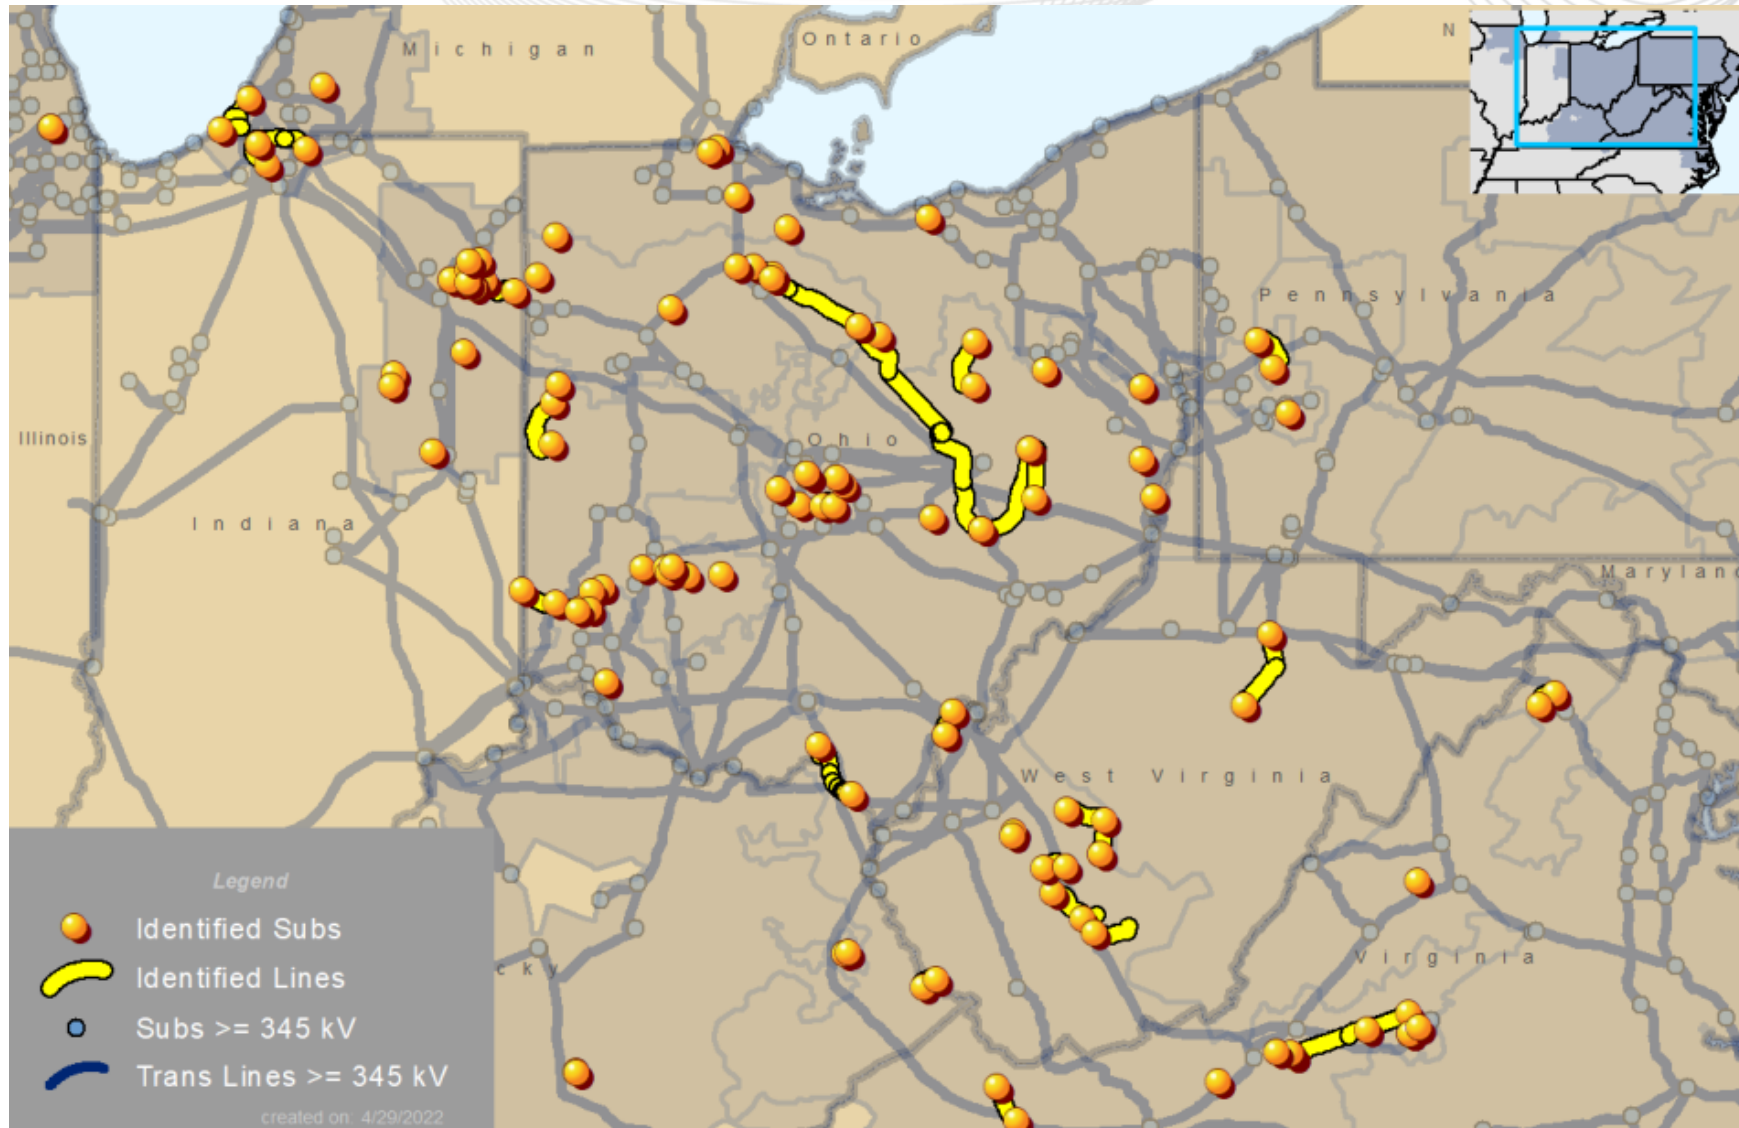 Michigan
Ontario
N
Pennsylvania
Illinois
Ohio
Indiana
Maryland
West Virginia
Virginia
cky
Legend
Identified Subs
Identified Lines
Subs >= 345 kV
Trans Lines >= 345 kV
created on: 4/29/2022